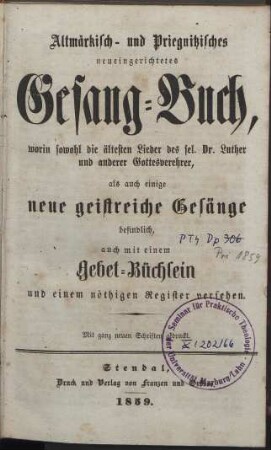 Altmärkisch- und Priegnitzisches
neueingerichtetes
Gesang-Buch,
worin sowohl die ältesten Lieder des sel. Dr. Luther
und anderer Gottesverehrer,
als auch einige
neue geistreiche Gesänge
befindlich,
auch mit einem
Gebet-Büchlein
und einem nöthigen Register versehen.
PTh Dp 306
Pri 1859
Mit ganz neuen Schriften gedruckt.
Seminar für Praktische Theologie
der Universität Marburg/Lahn
X 1202/66
Stendal,
Druck und Verlag von Franzen und
1859.